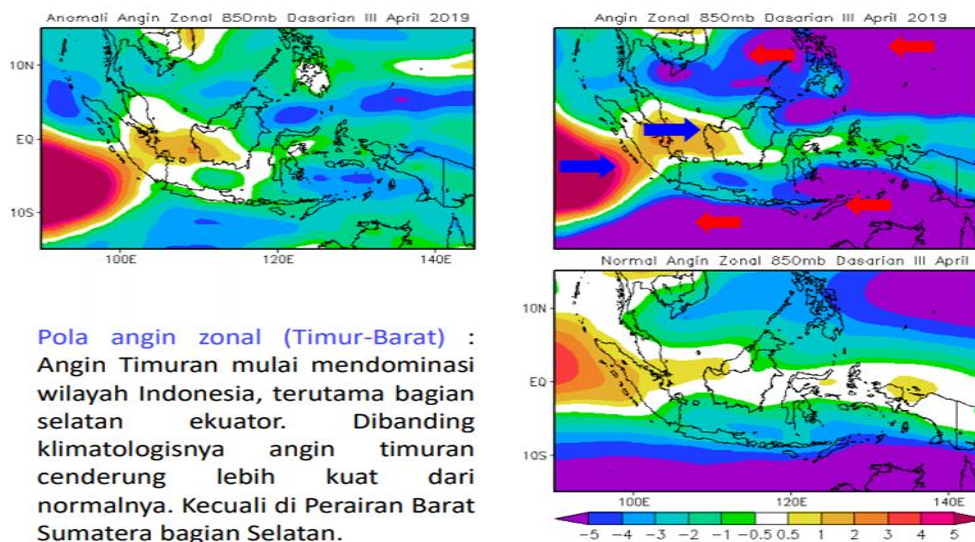 Anomali Angin Zonal 850mb Dasarian III April 2019
10N
EQ
10S
100E 120E 140E
Angin Zonal 850mb Dasarian III April 2019
Normal Angin Zonal 850mb Dasarian III April
10N
EQ
10S
100E 120E 140E
-5 -4 -3 -2 -1 -0.5 0.5 1 2 3 4 5
Pola angin zonal (Timur-Barat) :
Angin Timuran mulai mendominasi
wilayah Indonesia, terutama bagian
selatan ekuator. Dibanding
klimatologisnya angin timuran
cenderung lebih kuat dari
normalnya. Kecuali di Perairan Barat
Sumatera bagian Selatan.